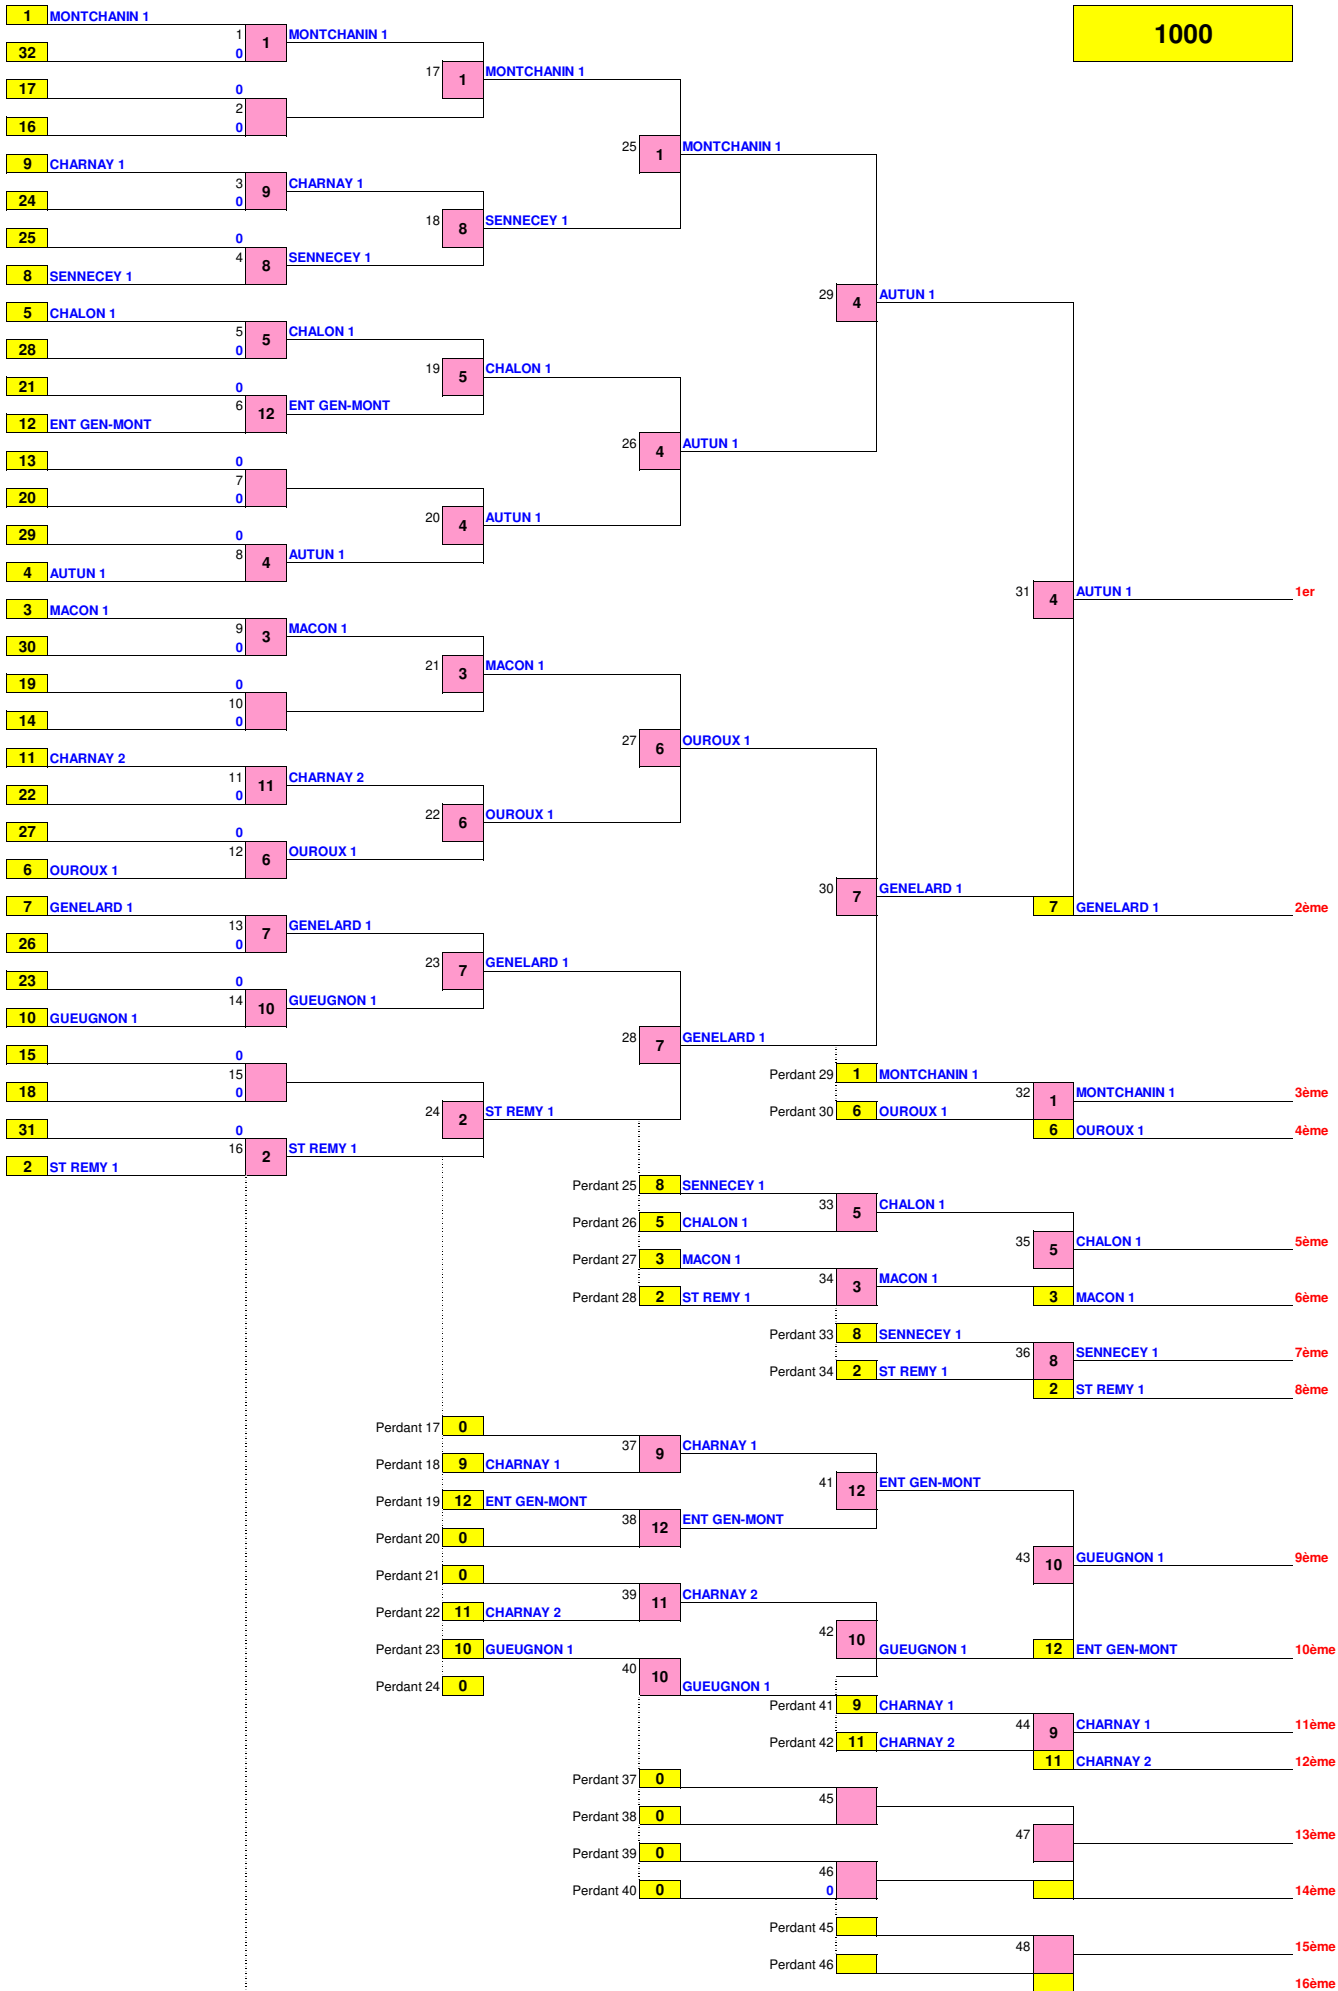 1 MONTCHANIN 1
1000
1 1 MONTCHANIN 1
32 0
17 1 MONTCHANIN 1
17 0
2
16 0
25 1 MONTCHANIN 1
9 CHARNAY 1
3 9 CHARNAY 1
24 0
18 8 SENNECEY 1
25 0
4 8 SENNECEY 1
8 SENNECEY 1
29 4 AUTUN 1
5 CHALON 1
5 5 CHALON 1
28 0
19 5 CHALON 1
21 0
6 12 ENT GEN-MONT
12 ENT GEN-MONT
26 4 AUTUN 1
13 0
7
20 0
20 4 AUTUN 1
29 0
8 4 AUTUN 1
4 AUTUN 1
31 4 AUTUN 1 1er
3 MACON 1
9 3 MACON 1
30 0
21 3 MACON 1
19 0
10
14 0
27 6 OUROUX 1
11 CHARNAY 2
11 11 CHARNAY 2
22 0
22 6 OUROUX 1
27 0
12 6 OUROUX 1
6 OUROUX 1
30 7 GENELARD 1
7 GENELARD 1
7 GENELARD 1 2ème
13 7 GENELARD 1
26 0
23 7 GENELARD 1
23 0
14 10 GUEUGNON 1
10 GUEUGNON 1
28 7 GENELARD 1
15 0
15
Perdant 29 1 MONTCHANIN 1
18 0
32 1 MONTCHANIN 1 3ème
24 2 ST REMY 1
Perdant 30 6 OUROUX 1
31 0
6 OUROUX 1 4ème
16 2 ST REMY 1
2 ST REMY 1
Perdant 25 8 SENNECEY 1
33 5 CHALON 1
Perdant 26 5 CHALON 1
35 5 CHALON 1 5ème
Perdant 27 3 MACON 1
34 3 MACON 1
Perdant 28 2 ST REMY 1
3 MACON 1 6ème
Perdant 33 8 SENNECEY 1
36 8 SENNECEY 1 7ème
Perdant 34 2 ST REMY 1
2 ST REMY 1 8ème
Perdant 17 0
37 9 CHARNAY 1
Perdant 18 9 CHARNAY 1
41 12 ENT GEN-MONT
Perdant 19 12 ENT GEN-MONT
38 12 ENT GEN-MONT
Perdant 20 0
43 10 GUEUGNON 1 9ème
Perdant 21 0
39 11 CHARNAY 2
Perdant 22 11 CHARNAY 2
42 10 GUEUGNON 1
Perdant 23 10 GUEUGNON 1
12 ENT GEN-MONT 10ème
40 10 GUEUGNON 1
Perdant 24 0
Perdant 41 9 CHARNAY 1
44 9 CHARNAY 1 11ème
Perdant 42 11 CHARNAY 2
11 CHARNAY 2 12ème
Perdant 37 0
45
Perdant 38 0
47 13ème
Perdant 39 0
46
Perdant 40 0 0
14ème
Perdant 45
48 15ème
Perdant 46
16ème